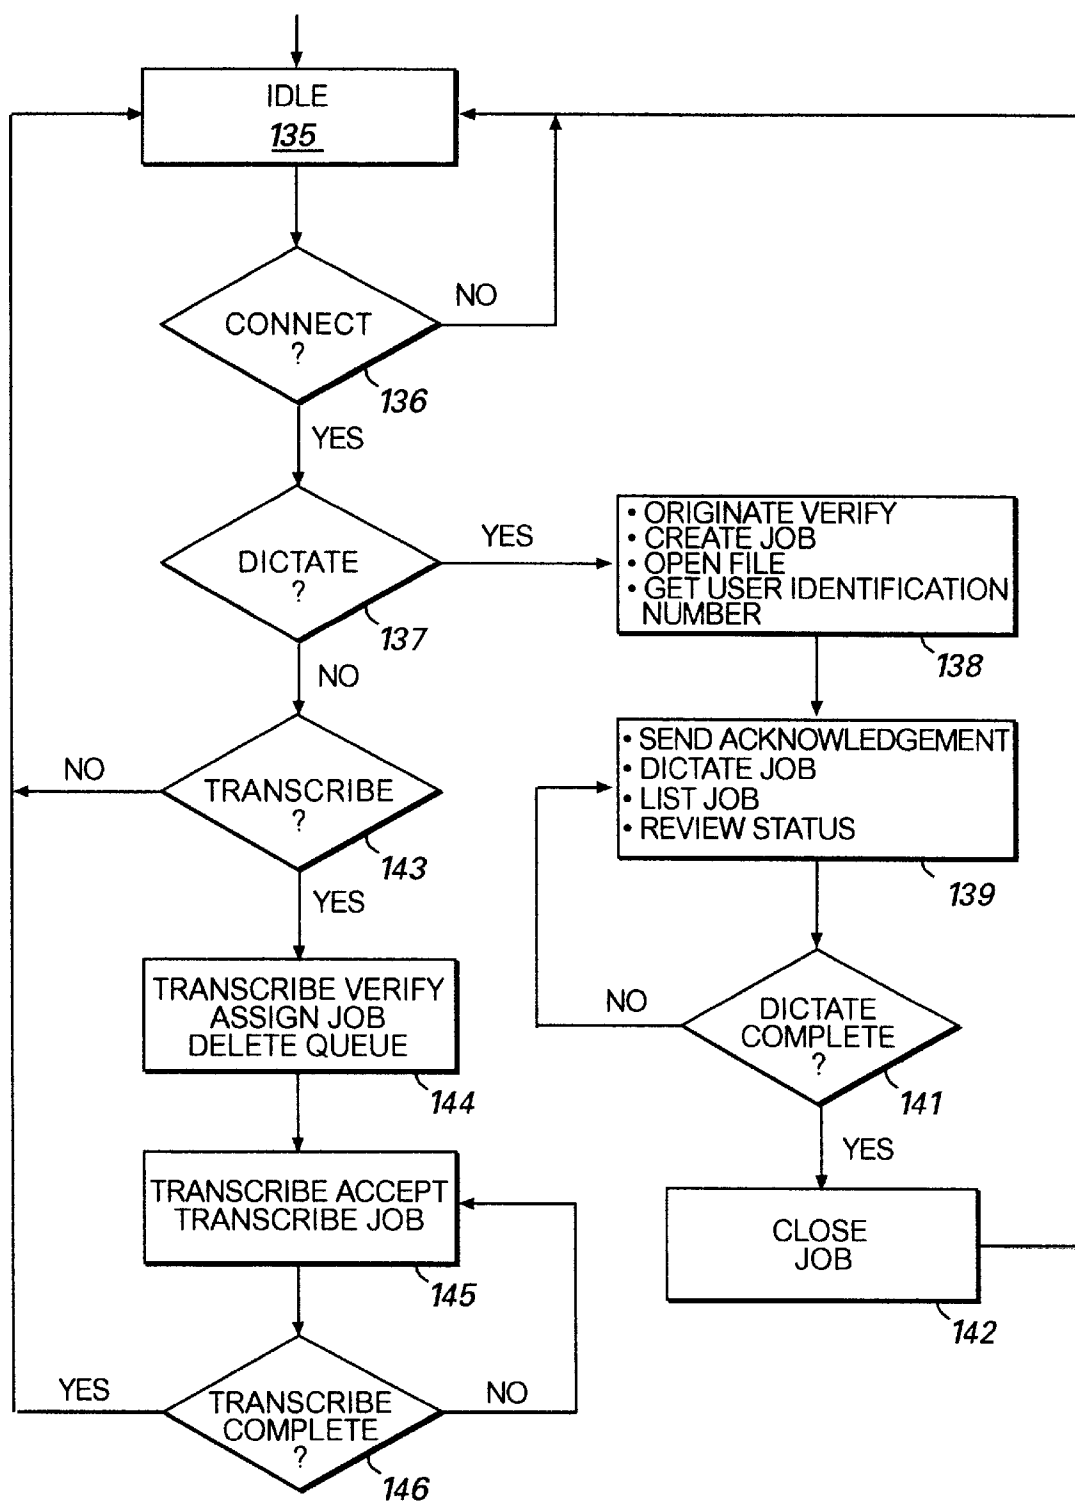 IDLE
135
CONNECT
?
136
NO
YES
DICTATE
?
137
YES
NO
• ORIGINATE VERIFY
• CREATE JOB
• OPEN FILE
• GET USER IDENTIFICATION
NUMBER
138
TRANSCRIBE
?
143
NO
YES
• SEND ACKNOWLEDGEMENT
• DICTATE JOB
• LIST JOB
• REVIEW STATUS
139
TRANSCRIBE VERIFY
ASSIGN JOB
DELETE QUEUE
144
DICTATE
COMPLETE
?
141
NO
YES
TRANSCRIBE ACCEPT
TRANSCRIBE JOB
145
CLOSE
JOB
142
TRANSCRIBE
COMPLETE
?
146
YES
NO